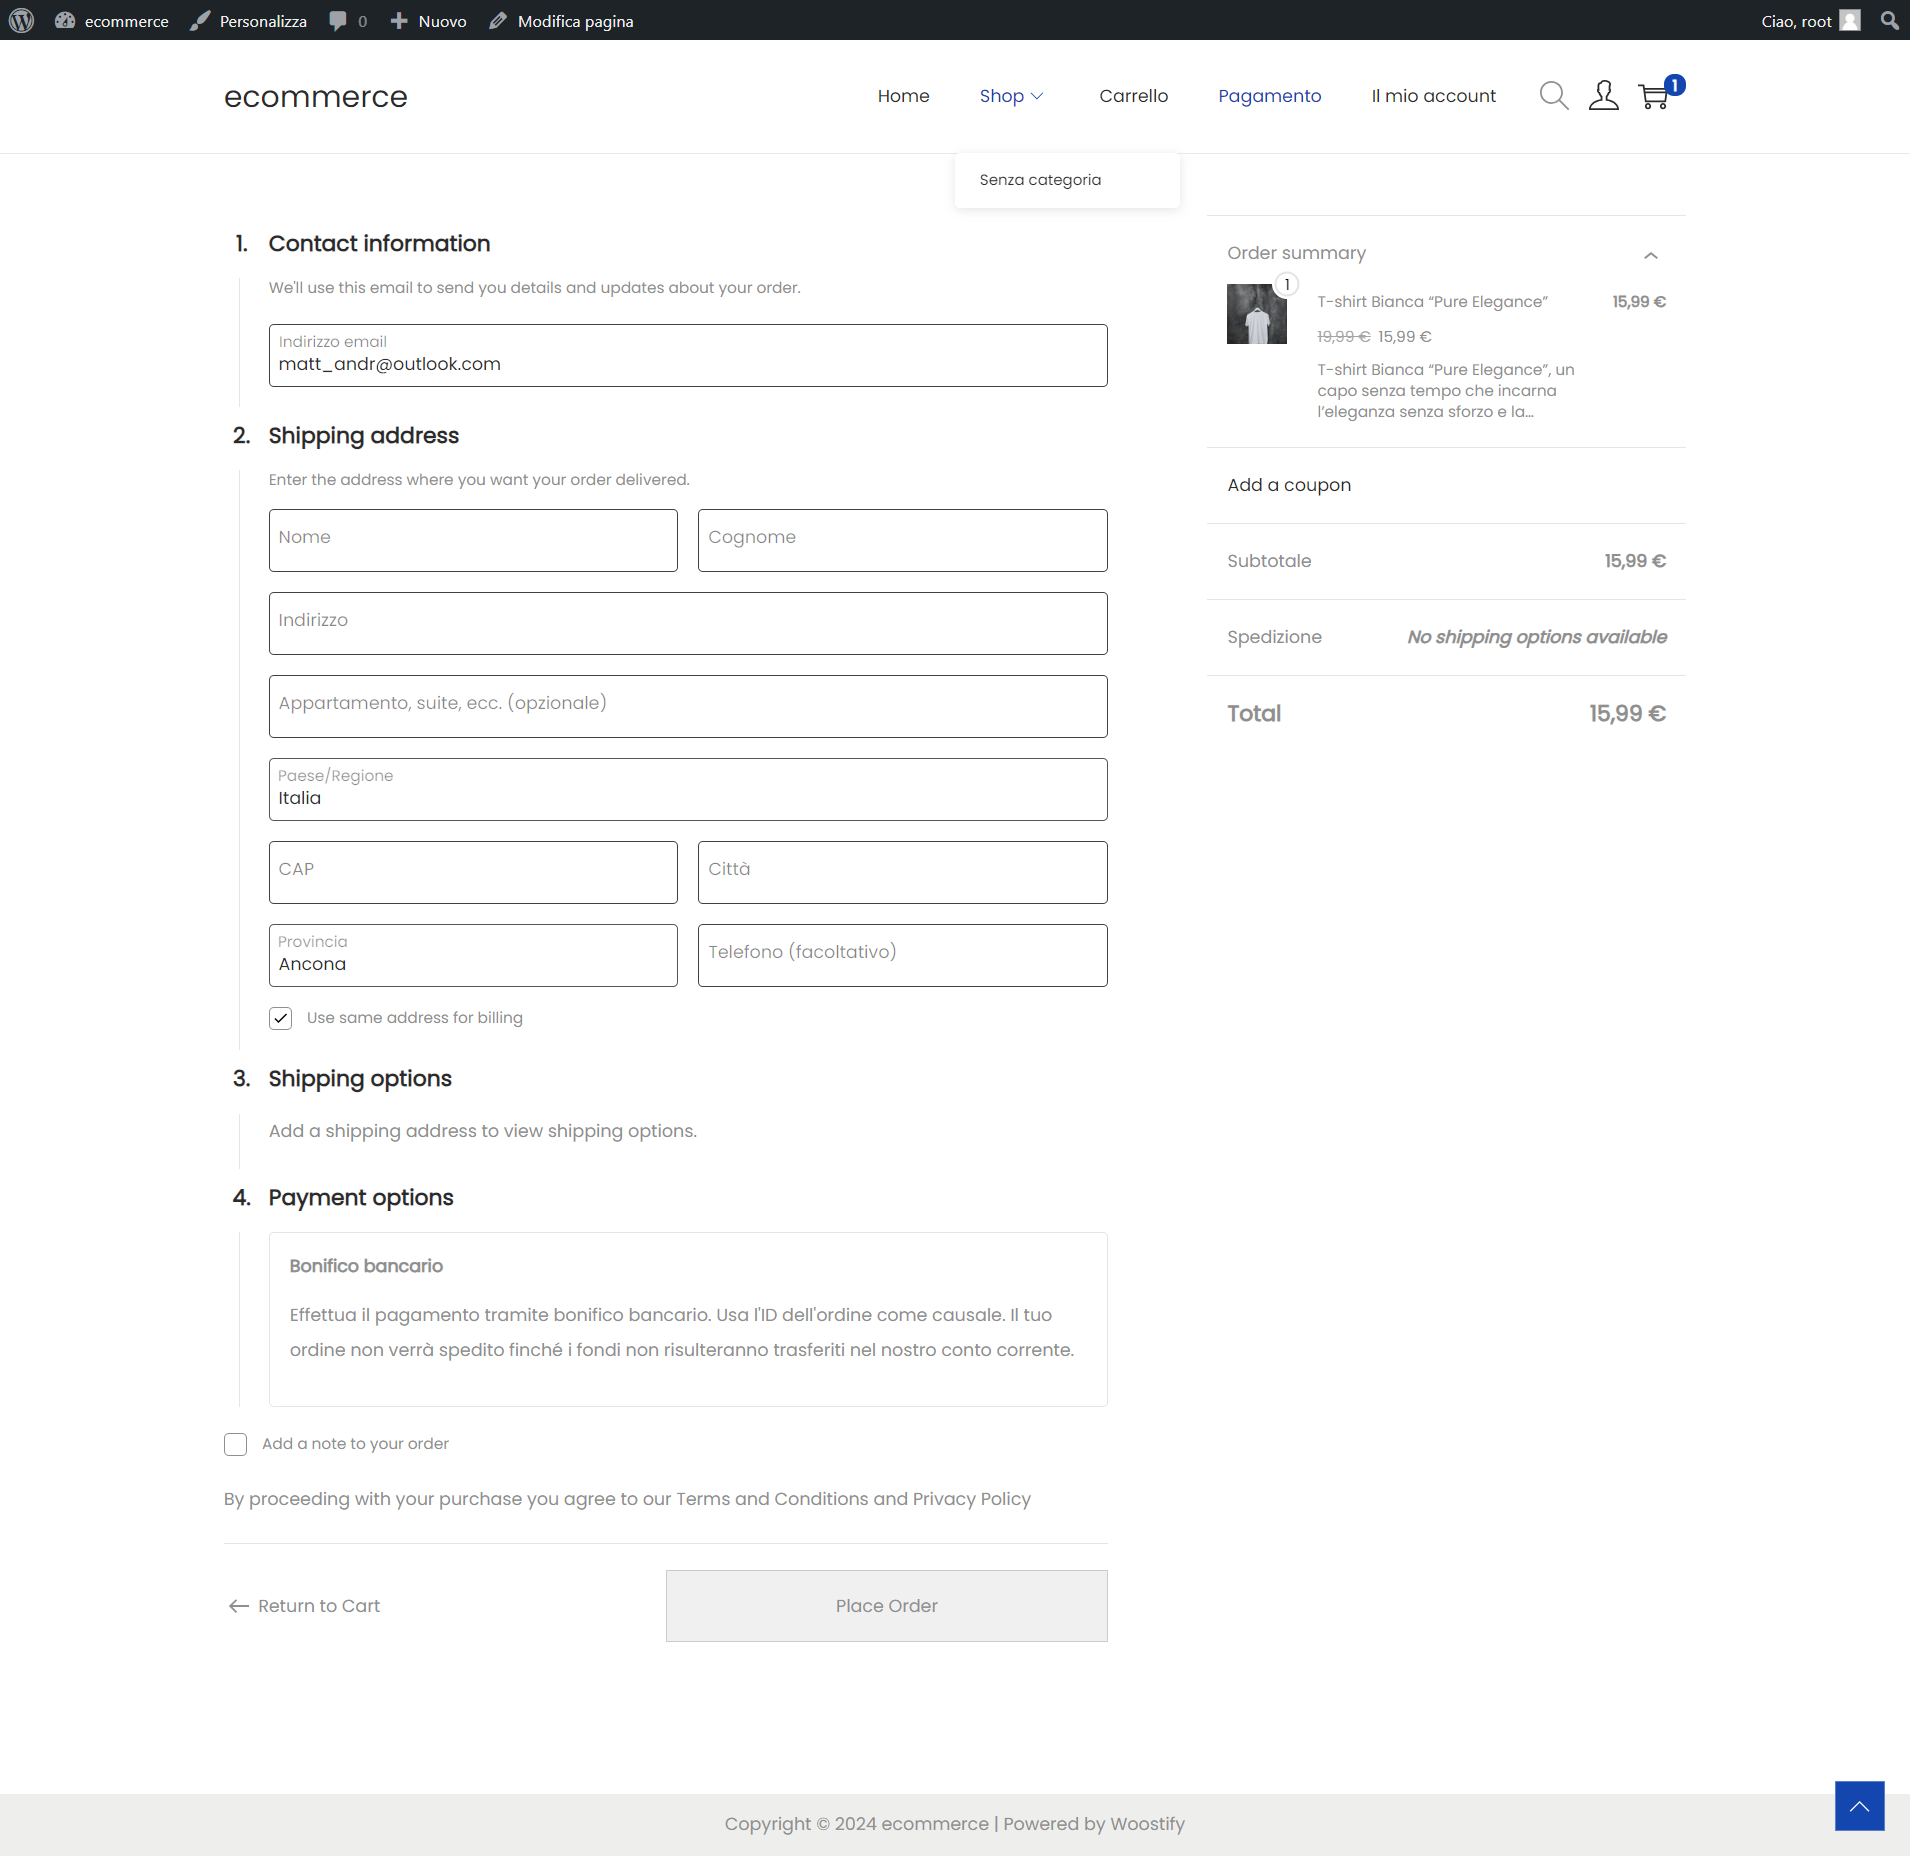 ecommerce
Personalizza
0
Nuovo
Modifica pagina
Ciao, root
ecommerce
Home
Shop
Carrello
Pagamento
Il mio account
1
Senza categoria
1. Contact information
We'll use this email to send you details and updates about your order.
Indirizzo email
matt_andr@outlook.com
2. Shipping address
Enter the address where you want your order delivered.
Nome
Cognome
Indirizzo
Appartamento, suite, ecc. (opzionale)
Paese/Regione
Italia
CAP
Città
Provincia
Ancona
Telefono (facoltativo)
Use same address for billing
3. Shipping options
Add a shipping address to view shipping options.
4. Payment options
Bonifico bancario
Effettua il pagamento tramite bonifico bancario. Usa l'ID dell'ordine come causale. Il tuo
ordine non verrà spedito finché i fondi non risulteranno trasferiti nel nostro conto corrente.
Add a note to your order
By proceeding with your purchase you agree to our Terms and Conditions and Privacy Policy
Return to Cart
Place Order
Order summary
1
T-shirt Bianca “Pure Elegance”
15,99 €
19,99 € 15,99 €
T-shirt Bianca “Pure Elegance”, un
capo senza tempo che incarna
l’eleganza senza sforzo e la…
Add a coupon
Subtotale
15,99 €
Spedizione
No shipping options available
Total
15,99 €
Copyright © 2024 ecommerce | Powered by Woostify